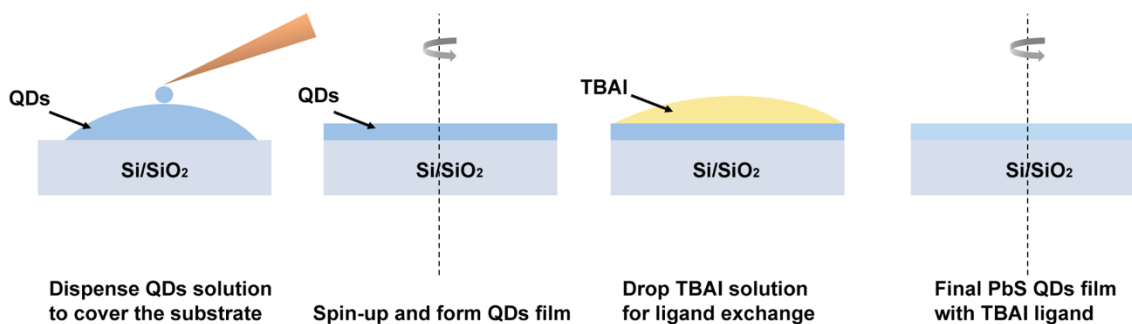 QDs
Si/SiO₂
Dispense QDs solution
to cover the substrate
QDs
Si/SiO₂
Spin-up and form QDs film
TBAI
Si/SiO₂
Drop TBAI solution
for ligand exchange
Si/SiO₂
Final PbS QDs film
with TBAI ligand